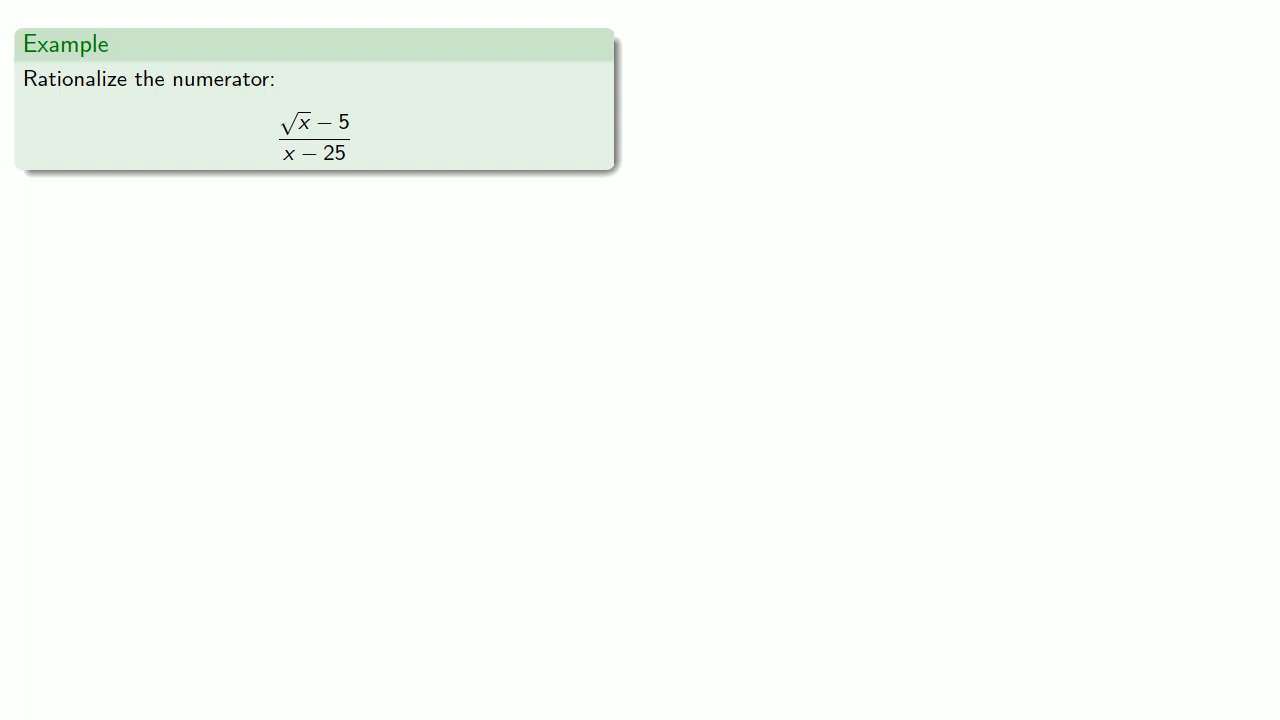 Example
Rationalize the numerator:
√x − 5
x − 25